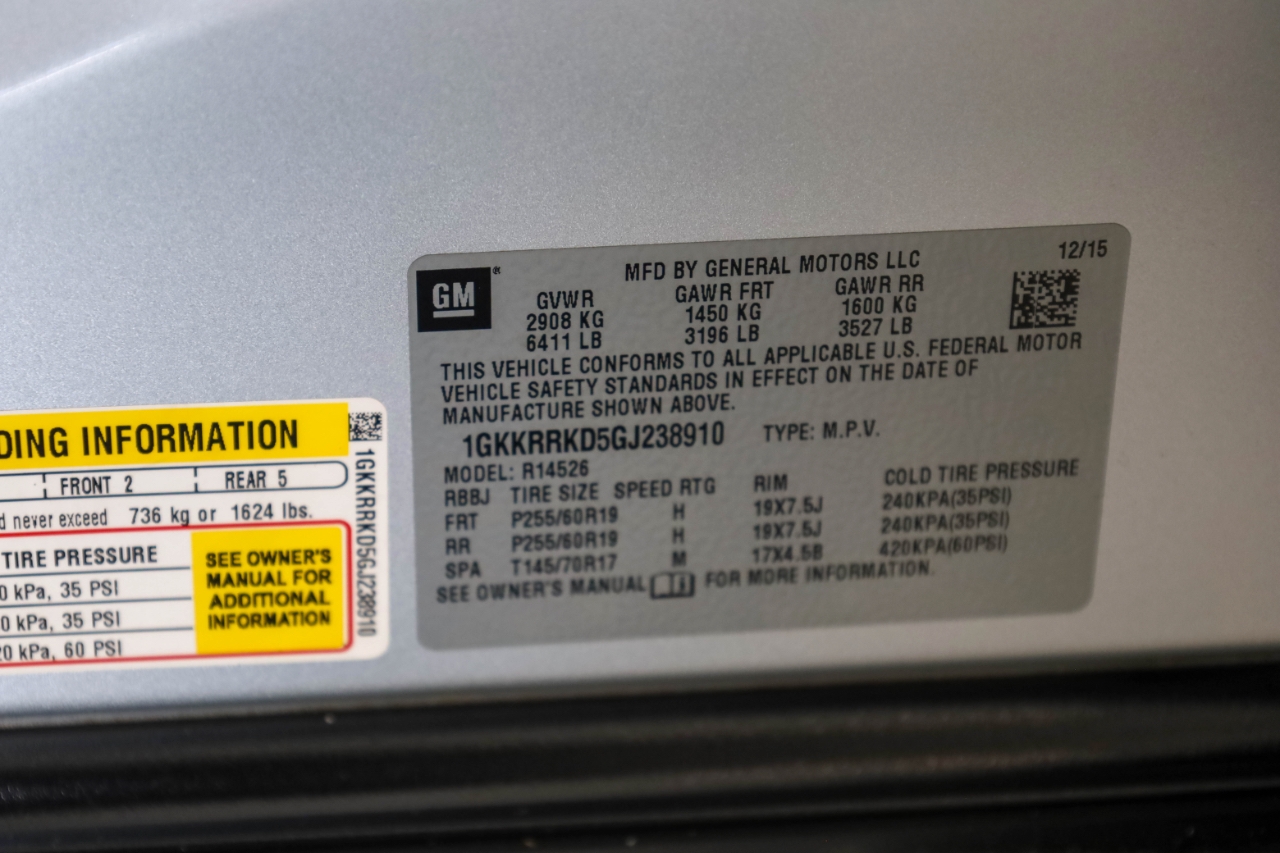 DING INFORMATION
FRONT 2 REAR 5
d never exceed 736 kg or 1624 lbs.
TIRE PRESSURE
0 kPa, 35 PSI
0 kPa, 35 PSI
20 kPa, 60 PSI
SEE OWNER'S
MANUAL FOR
ADDITIONAL
INFORMATION
1GKKRRKD5GJ238910
GM®
MFD BY GENERAL MOTORS LLC 12/15
GVWR GAWR FRT GAWR RR
2908 KG 1450 KG 1600 KG
6411 LB 3196 LB 3527 LB
THIS VEHICLE CONFORMS TO ALL APPLICABLE U.S. FEDERAL MOTOR
VEHICLE SAFETY STANDARDS IN EFFECT ON THE DATE OF
MANUFACTURE SHOWN ABOVE.
1GKKRRKD5GJ238910 TYPE: M.P.V.
MODEL: R14526
RBBJ TIRE SIZE SPEED RTG RIM COLD TIRE PRESSURE
FRT P255/60R19 H 19X7.5J 240KPA(35PSI)
RR P255/60R19 H 19X7.5J 240KPA(35PSI)
SPA T145/70R17 M 17X4.5B 420KPA(60PSI)
SEE OWNER'S MANUAL FOR MORE INFORMATION.